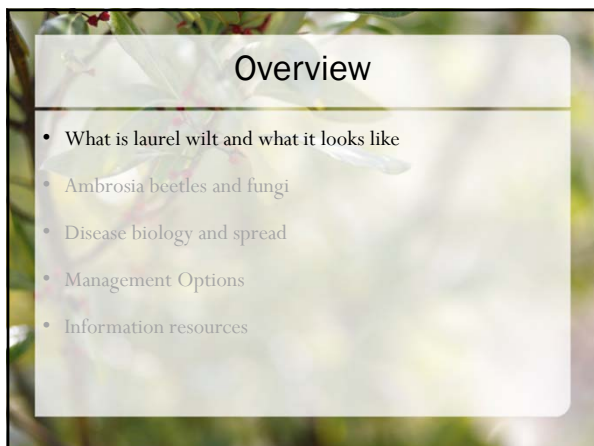 Overview
• What is laurel wilt and what it looks like
• Ambrosia beetles and fungi
• Disease biology and spread
• Management Options
• Information resources